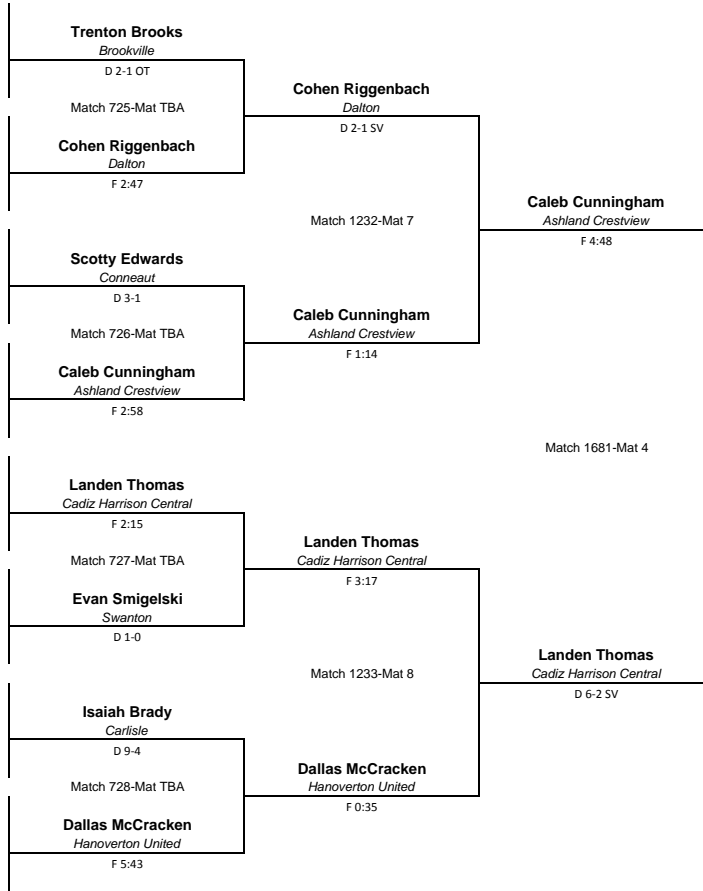 Trenton Brooks
Brookville
D 2-1 OT
Match 725-Mat TBA
Cohen Riggenbach
Dalton
F 2:47
Scotty Edwards
Conneaut
D 3-1
Match 726-Mat TBA
Caleb Cunningham
Ashland Crestview
F 2:58
Landen Thomas
Cadiz Harrison Central
F 2:15
Match 727-Mat TBA
Evan Smigelski
Swanton
D 1-0
Isaiah Brady
Carlisle
D 9-4
Match 728-Mat TBA
Dallas McCracken
Hanoverton United
F 5:43
Cohen Riggenbach
Dalton
D 2-1 SV
Match 1232-Mat 7
Caleb Cunningham
Ashland Crestview
F 1:14
Landen Thomas
Cadiz Harrison Central
F 3:17
Match 1233-Mat 8
Dallas McCracken
Hanoverton United
F 0:35
Caleb Cunningham
Ashland Crestview
F 4:48
Match 1681-Mat 4
Landen Thomas
Cadiz Harrison Central
D 6-2 SV